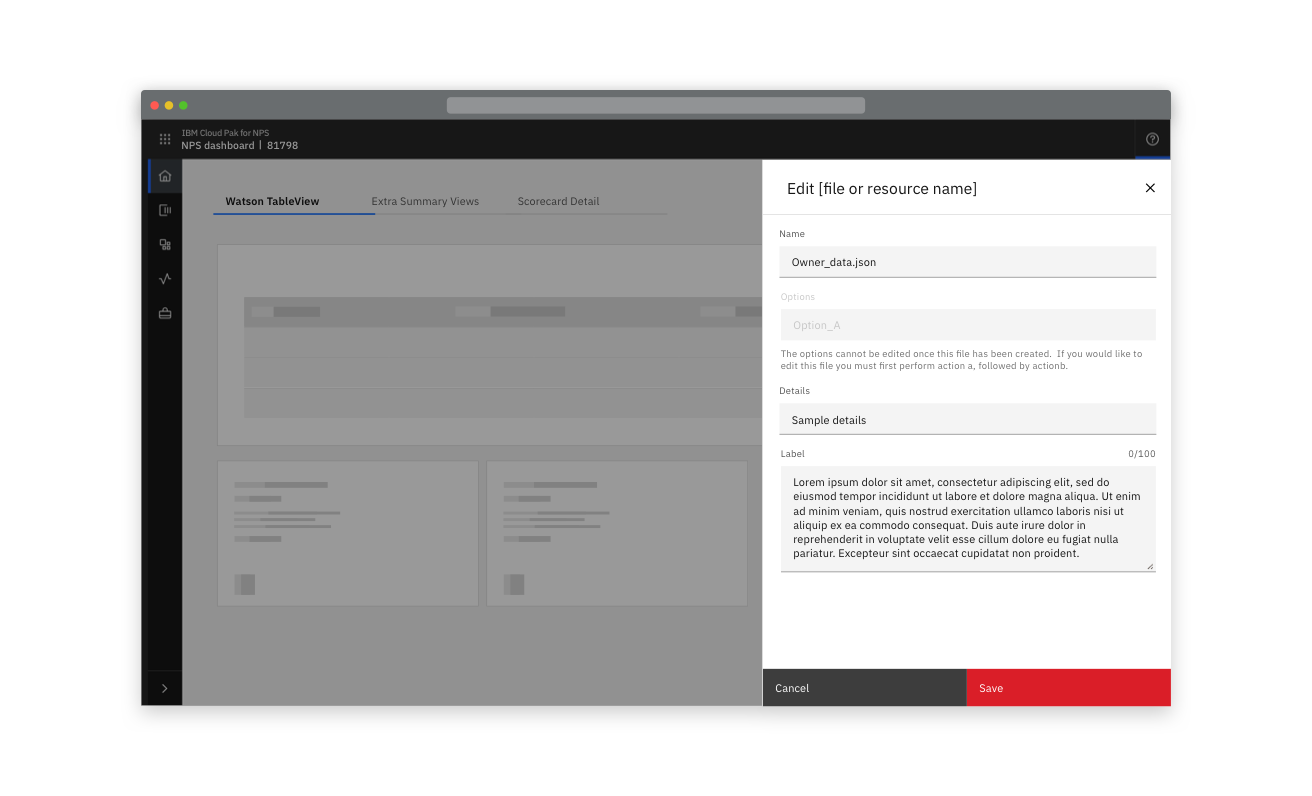 IBM Cloud Pak for NPS
NPS dashboard | 81798
Watson TableView
Extra Summary Views
Scorecard Detail
Edit [file or resource name]
Name
Owner_data.json
Options
Option_A
The options cannot be edited once this file has been created.  If you would like to
edit this file you must first perform action a, followed by actionb.
Details
Sample details
Label
0/100
Lorem ipsum dolor sit amet, consectetur adipiscing elit, sed do
eiusmod tempor incididunt ut labore et dolore magna aliqua. Ut enim
ad minim veniam, quis nostrud exercitation ullamco laboris nisi ut
aliquip ex ea commodo consequat. Duis aute irure dolor in
reprehenderit in voluptate velit esse cillum dolore eu fugiat nulla
pariatur. Excepteur sint occaecat cupidatat non proident.
Cancel
Save